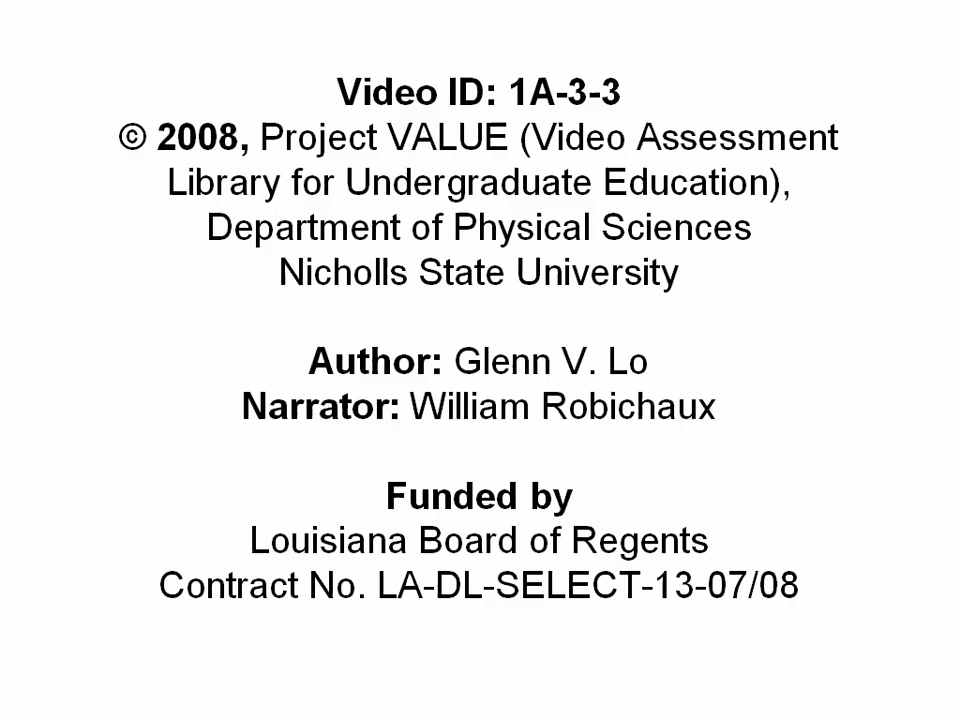 Video ID: 1A-3-3
© 2008, Project VALUE (Video Assessment
Library for Undergraduate Education),
Department of Physical Sciences
Nicholls State University
Author: Glenn V. Lo
Narrator: William Robichaux
Funded by
Louisiana Board of Regents
Contract No. LA-DL-SELECT-13-07/08